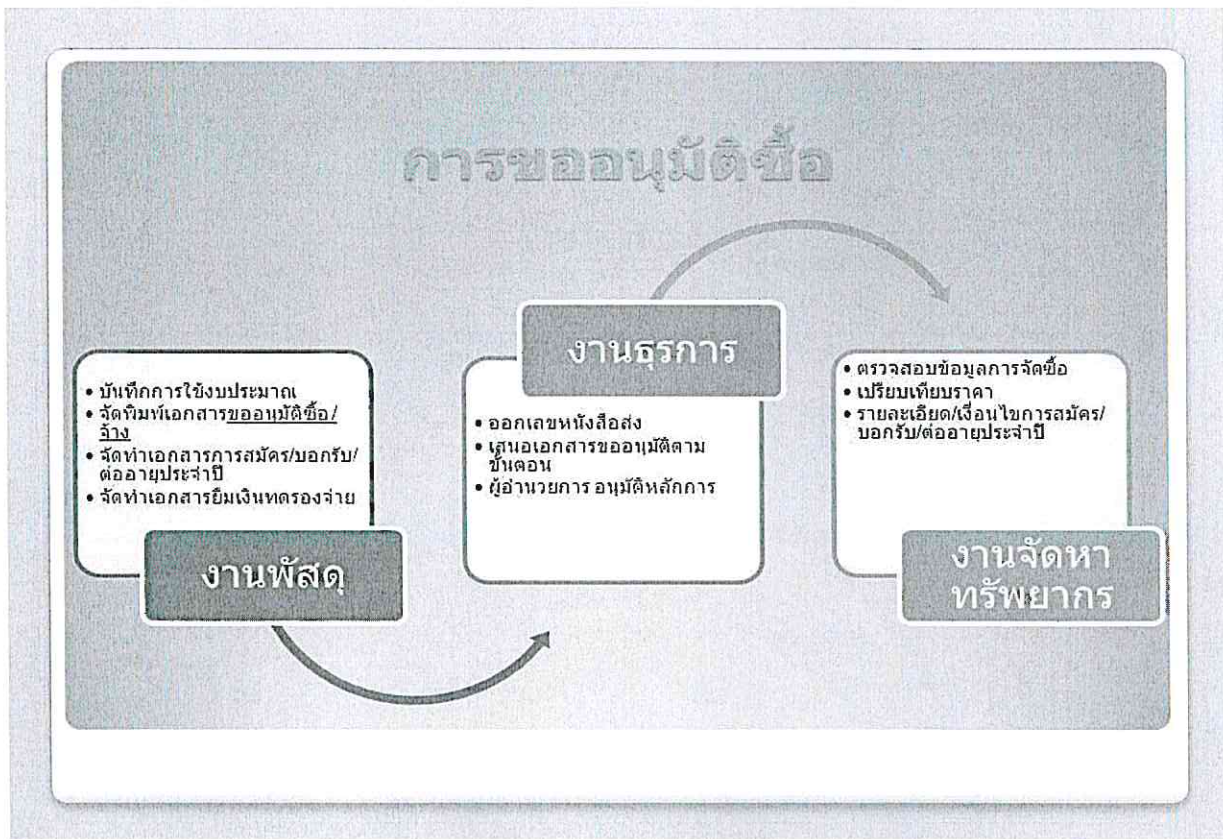 การขออนุมัติซื้อ
• บันทึกการใช้งบประมาณ
• จัดพิมพ์เอกสารขออนุมัติซื้อ/
จ้าง
• จัดทำเอกสารการสมัคร/บอกรับ/
ต่ออายุประจำปี
• จัดทำเอกสารยืมเงินทดรองจ่าย
งานพัสดุ
งานธุรการ
• ออกเลขหนังสือส่ง
• เสนอเอกสารขออนุมัติตาม
ขั้นตอน
• ผู้อำนวยการ อนุมัติหลักการ
• ตรวจสอบข้อมูลการจัดซื้อ
• เปรียบเทียบราคา
• รายละเอียด/เงื่อนไขการสมัคร/
บอกรับ/ต่ออายุประจำปี
งานจัดหา
ทรัพยากร